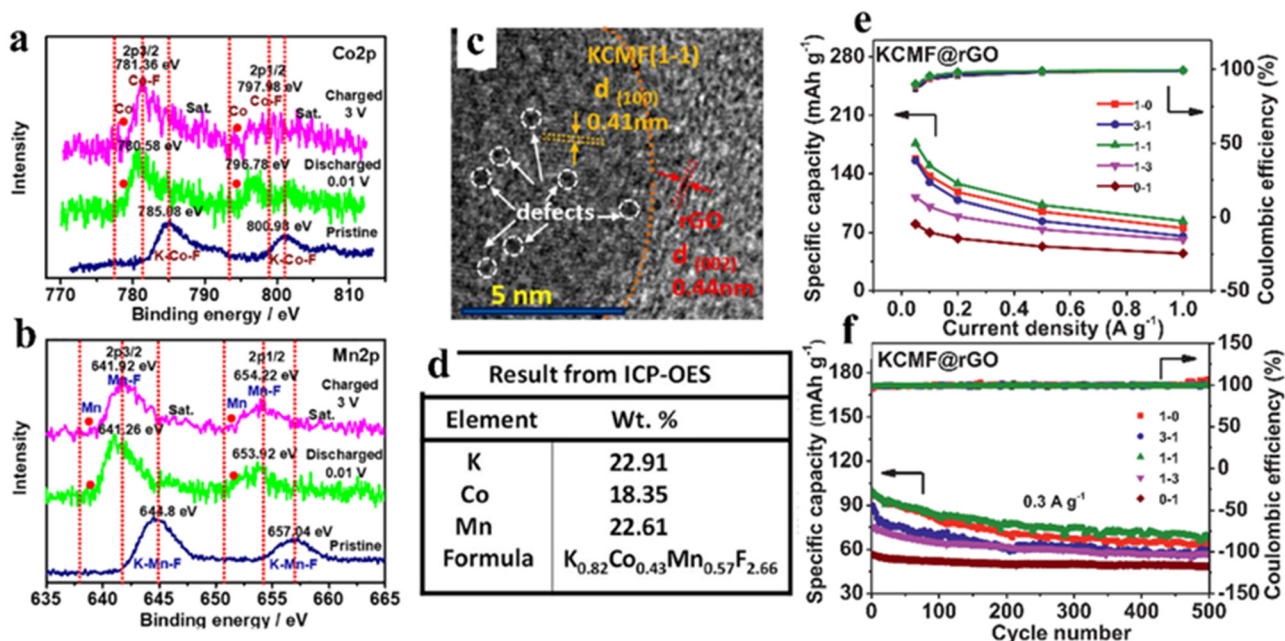 a
Co2p
2p3/2
781.36 eV
Co-F
Co
Sat.
2p1/2
797.98 eV
Co-F
Co
Sat.
Charged
3 V
780.58 eV
796.78 eV
Discharged
0.01 V
785.08 eV
800.98 eV
Pristine
K-Co-F
K-Co-F
Intensity
770 780 790 800 810
Binding energy / eV
b
Mn2p
2p3/2
641.92 eV
Mn-F
Mn
Sat.
2p1/2
654.22 eV
Mn-F
Mn
Sat.
Charged
3 V
641.26 eV
653.92 eV
Discharged
0.01 V
644.8 eV
657.04 eV
Pristine
K-Mn-F
K-Mn-F
Intensity
635 640 645 650 655 660 665
Binding energy / eV
c
KCMF(1-1)
d (100)
0.41nm
defects
rGO
d (002)
0.44nm
5 nm
d
Result from ICP-OES
Element Wt. %
K 22.91
Co 18.35
Mn 22.61
Formula K0.82Co0.43Mn0.57F2.66
e
KCMF@rGO
1-0
3-1
1-1
1-3
0-1
Specific capacity (mAh g-1)
280
210
140
70
0
Coulombic efficiency (%)
100
50
0
-50
0.0 0.2 0.4 0.6 0.8 1.0
Current density (A g-1)
f
KCMF@rGO
1-0
3-1
1-1
1-3
0-1
0.3 A g-1
Specific capacity (mAh g-1)
180
150
120
90
60
30
Coulombic efficiency (%)
150
100
50
0
-50
-100
-150
0 100 200 300 400 500
Cycle number